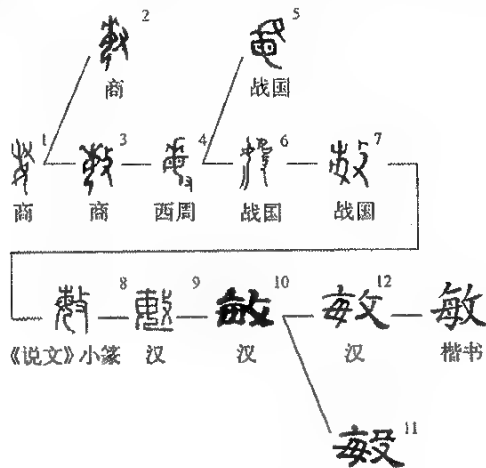 2 5
商 战国
1 3 4 6 7
商 商 西周 战国 战国
8 9 10 12 敏
《说文》小篆 汉 汉 汉 楷书
11